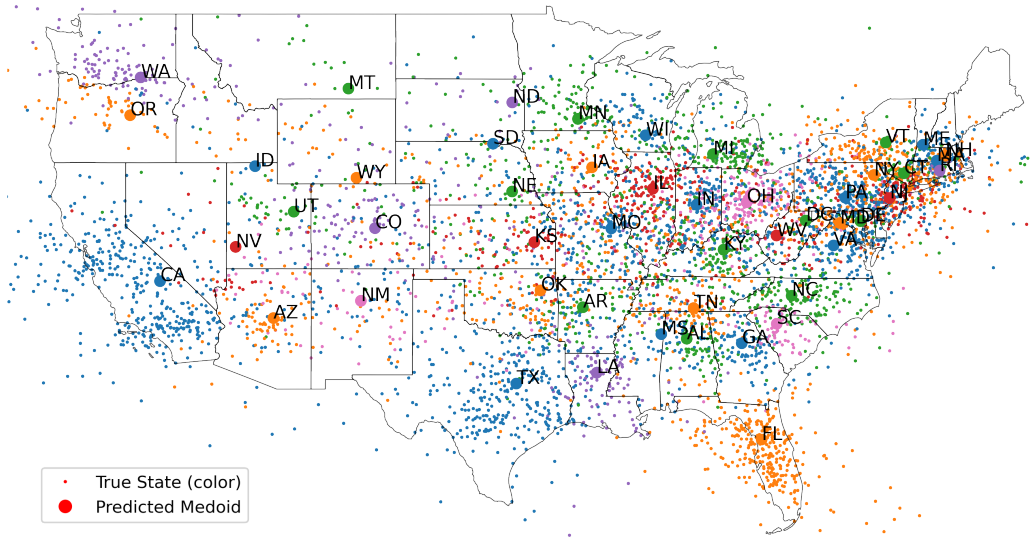 WA
MT
OR
ND
MN
SD
WI
VT
ME
NH
MI
ID
WY
IA
NY
CT
RI
UT
NE
IL
IN
OH
PA
NJ
CO
MO
DC
MD
DE
NV
KS
KY
WV
VA
CA
NM
OK
AR
TN
NC
AZ
MS
AL
GA
SC
TX
LA
FL
True State (color)
Predicted Medoid